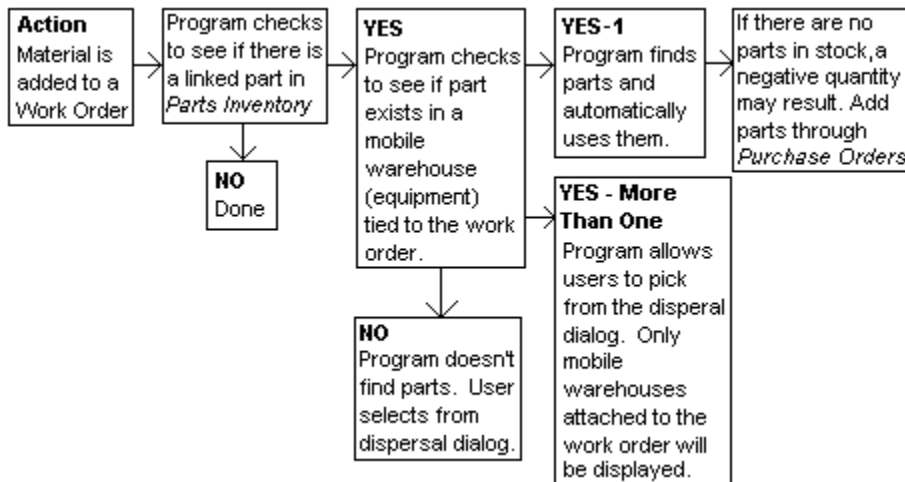 Action
Material is
added to a
Work Order
Program checks
to see if there is
a linked part in
Parts Inventory
NO
Done
YES
Program checks
to see if part
exists in a
mobile
warehouse
(equipment)
tied to the work
order.
NO
Program doesn't
find parts. User
selects from
dispersal dialog.
YES-1
Program finds
parts and
automatically
uses them.
If there are no
parts in stock,a
negative quantity
may result. Add
parts through
Purchase Orders
YES - More
Than One
Program allows
users to pick
from the disperal
dialog. Only
mobile
warehouses
attached to the
work order will
be displayed.